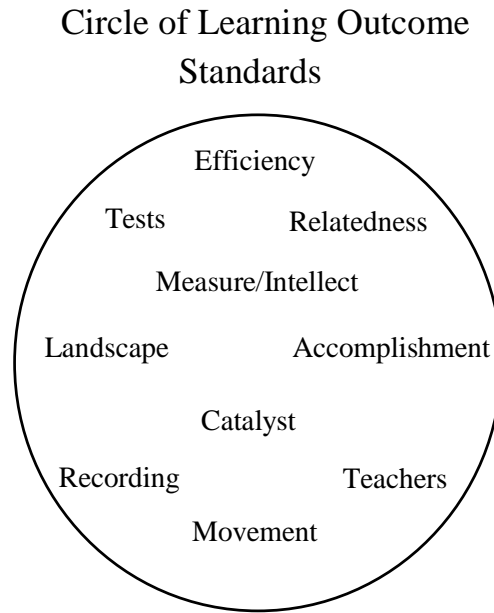 Circle of Learning Outcome
Standards
Efficiency
Tests Relatedness
Measure/Intellect
Landscape Accomplishment
Catalyst
Recording Teachers
Movement